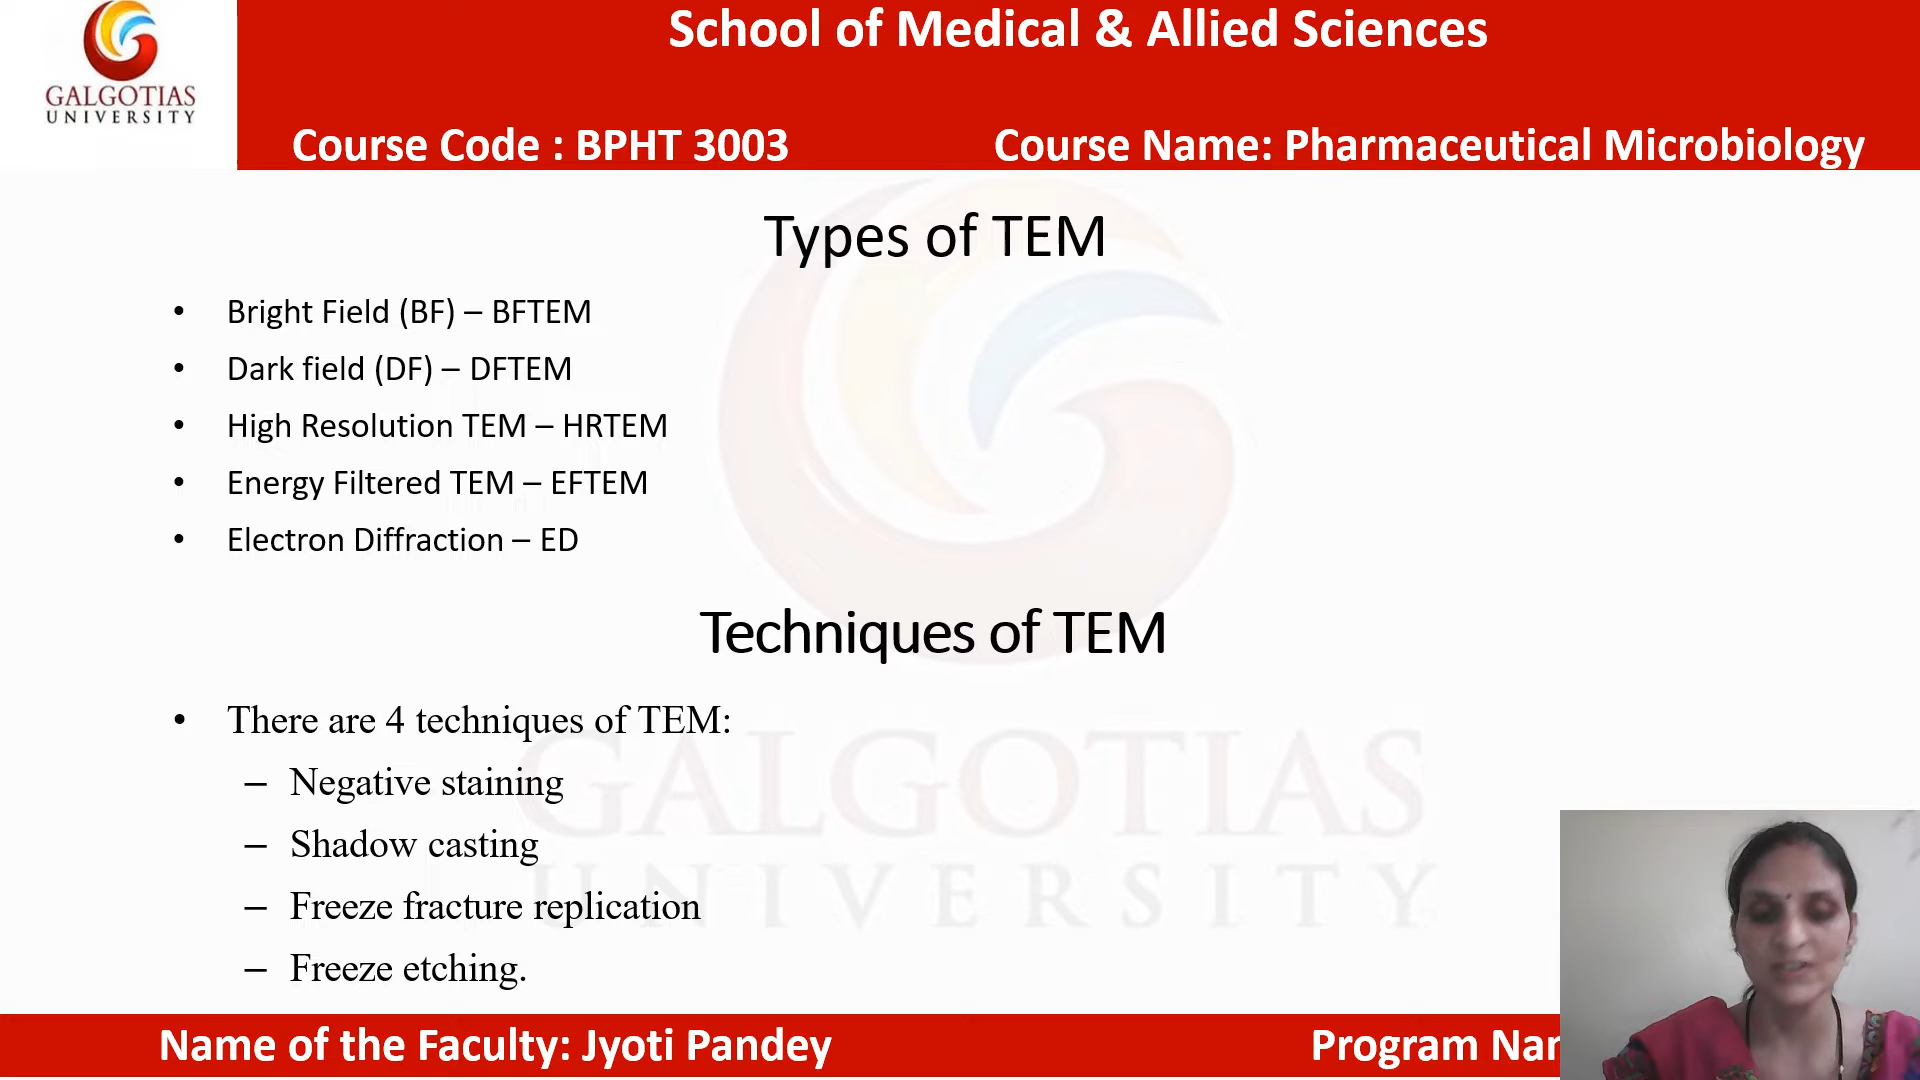 School of Medical & Allied Sciences
GALGOTIAS
UNIVERSITY
Course Code : BPHT 3003 Course Name: Pharmaceutical Microbiology
Types of TEM
• Bright Field (BF) – BFTEM
• Dark field (DF) – DFTEM
• High Resolution TEM – HRTEM
• Energy Filtered TEM – EFTEM
• Electron Diffraction – ED
Techniques of TEM
• There are 4 techniques of TEM:
– Negative staining
– Shadow casting
– Freeze fracture replication
– Freeze etching.
GALGOTIAS
UNIVERSITY
Name of the Faculty: Jyoti Pandey Program